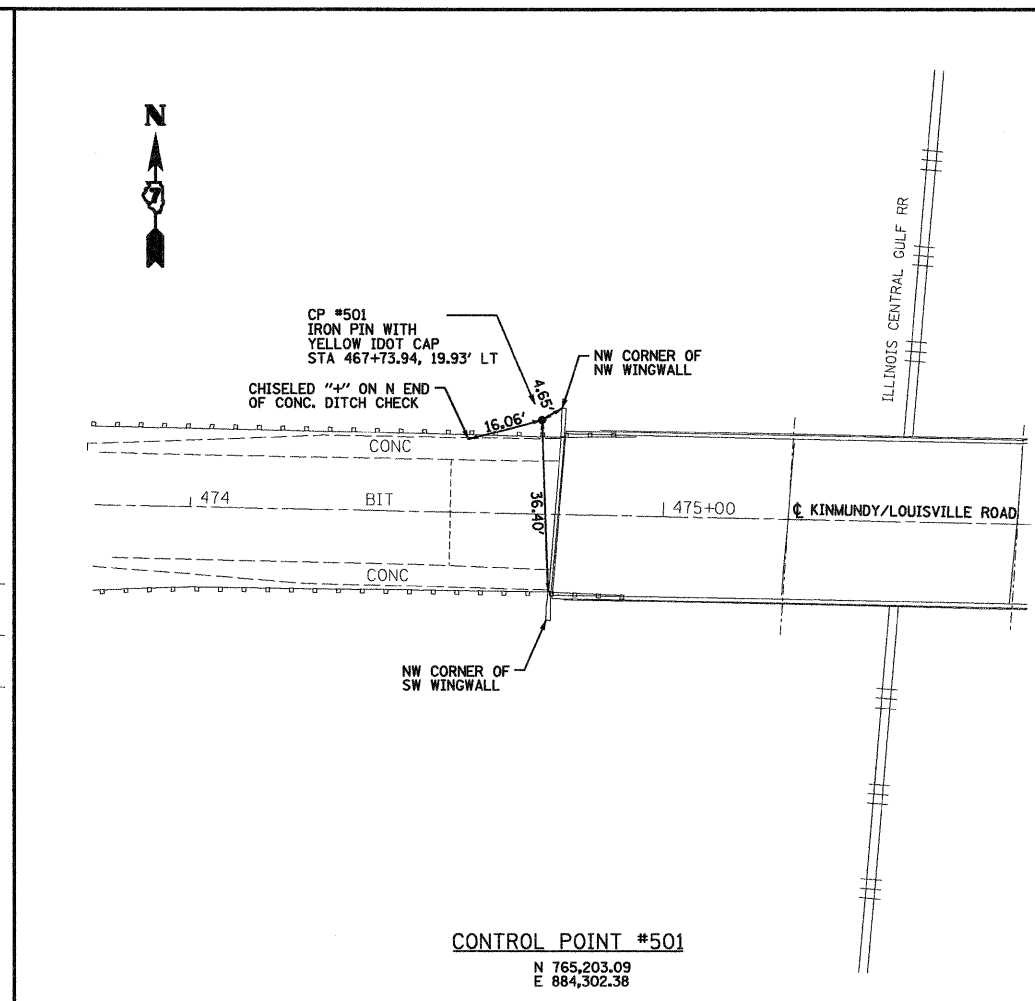 N
7
ILLINOIS CENTRAL GULF RR
CP #501
IRON PIN WITH
YELLOW IDOT CAP
STA 467+73.94, 19.93' LT
NW CORNER OF
NW WINGWALL
CHISELED "+" ON N END
OF CONC. DITCH CHECK
4.65'
16.06'
CONC
474
BIT
36.40'
475+00
℄ KINMUNDY/LOUISVILLE ROAD
CONC
NW CORNER OF
SW WINGWALL
CONTROL POINT #501
N 765,203.09
E 884,302.38